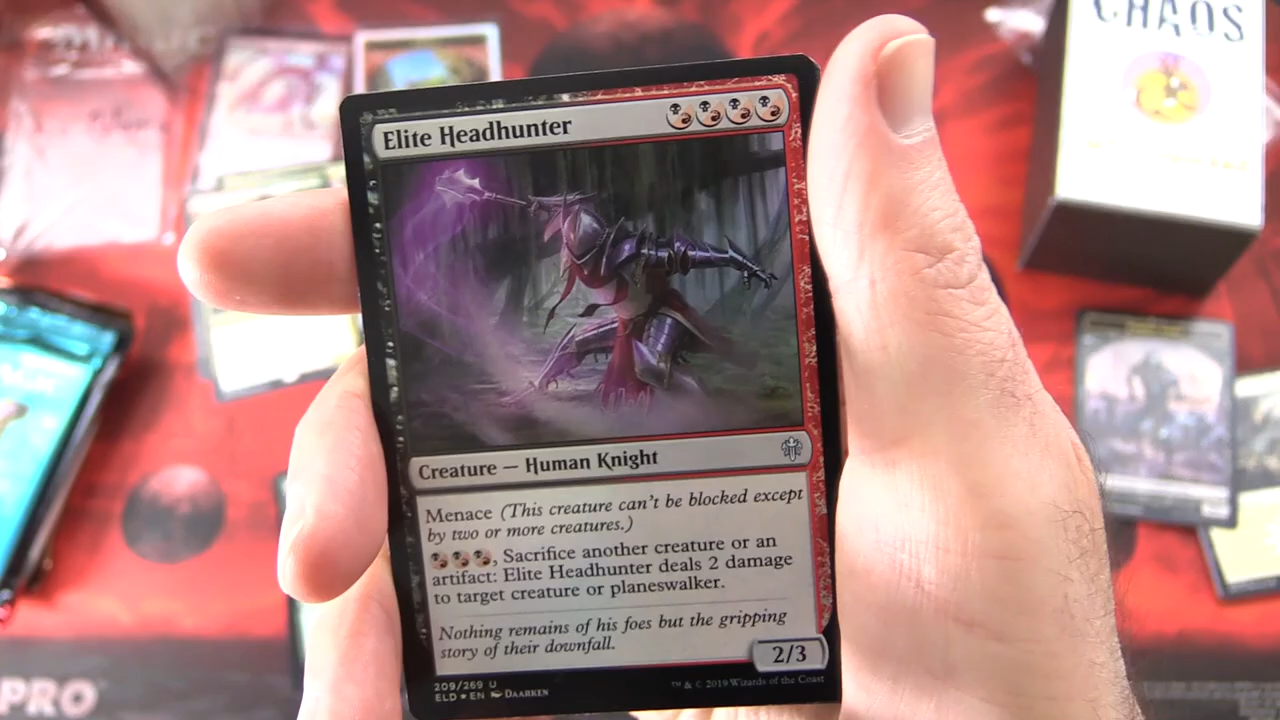 CHAOS
Elite Headhunter
Creature — Human Knight
Menace (This creature can't be blocked except
by two or more creatures.)
, Sacrifice another creature or an
artifact: Elite Headhunter deals 2 damage
to target creature or planeswalker.
Nothing remains of his foes but the gripping
story of their downfall.
2/3
209/269 U
ELD ★ EN DAARKEN
™ & © 2019 Wizards of the Coast
PRO